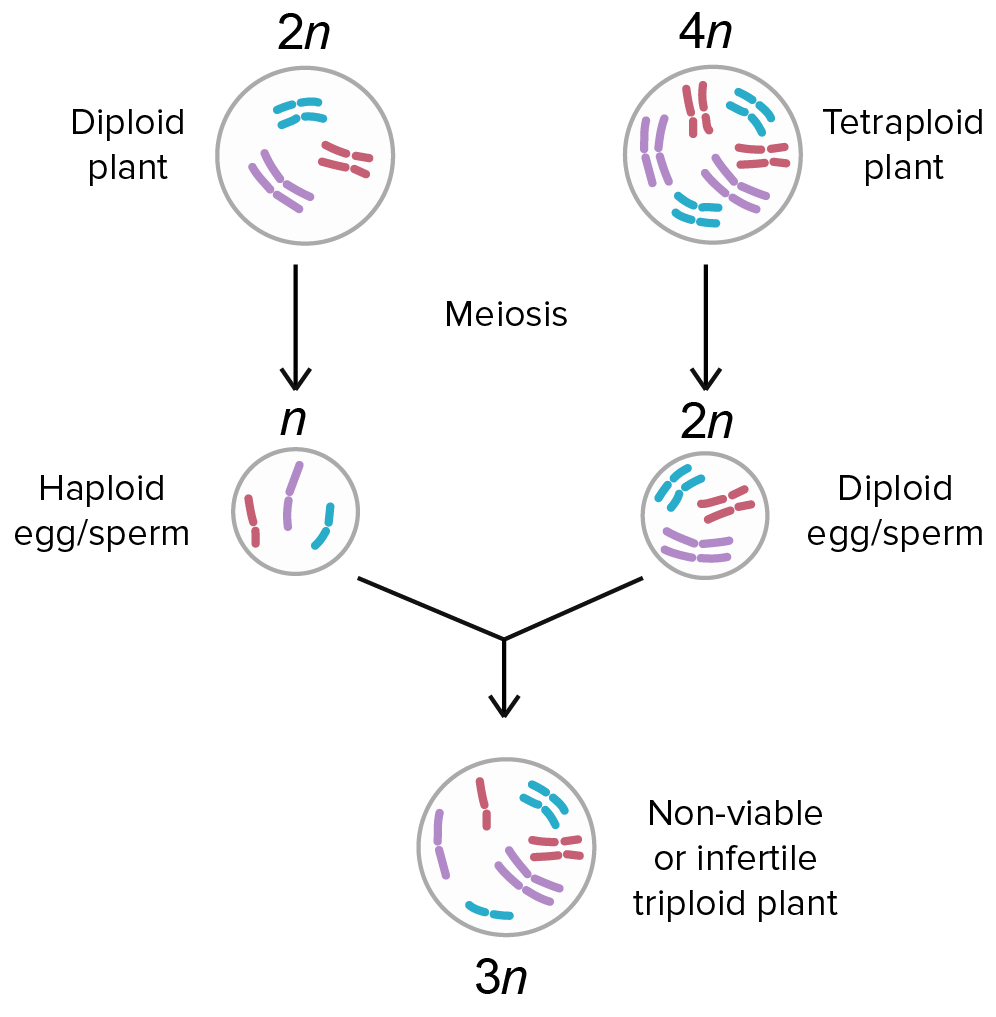 2n
4n
Diploid
plant
Tetraploid
plant
Meiosis
n
2n
Haploid
egg/sperm
Diploid
egg/sperm
Non-viable
or infertile
triploid plant
3n